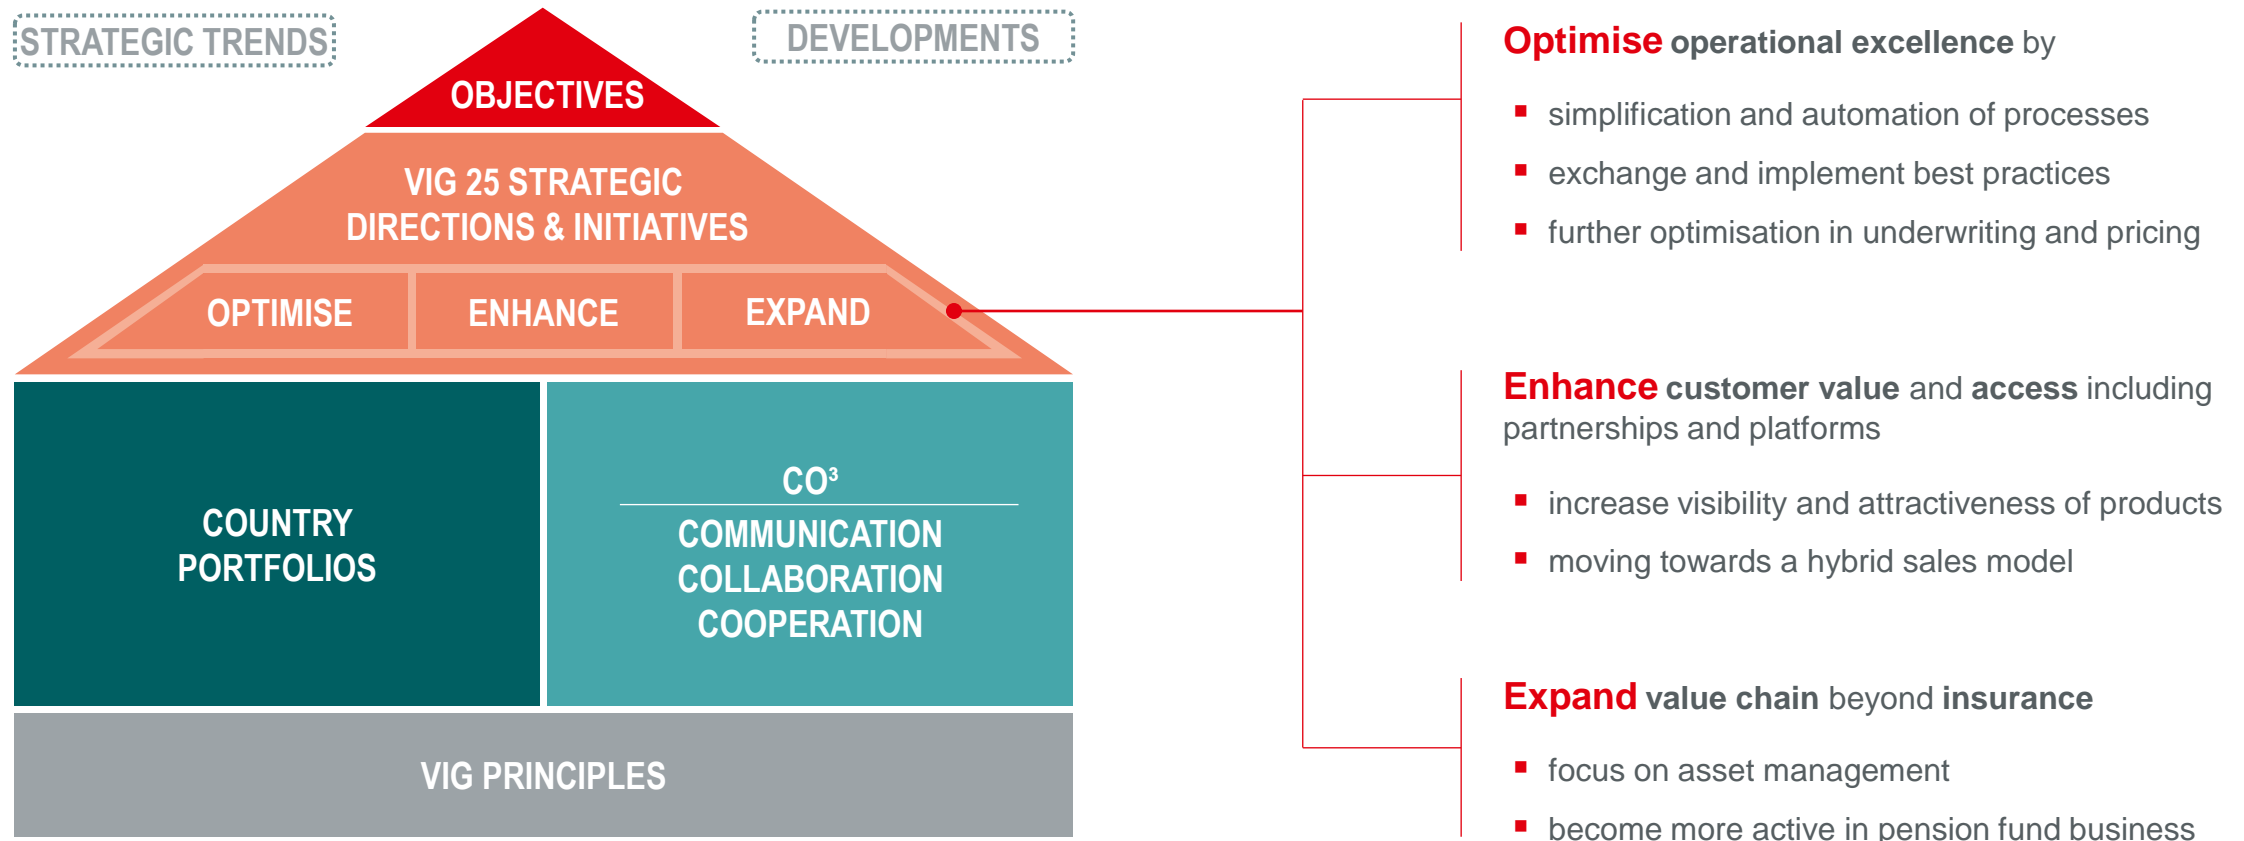 STRATEGIC TRENDS
DEVELOPMENTS
OBJECTIVES
VIG 25 STRATEGIC
DIRECTIONS & INITIATIVES
OPTIMISE
ENHANCE
EXPAND
COUNTRY
PORTFOLIOS
CO³
COMMUNICATION
COLLABORATION
COOPERATION
VIG PRINCIPLES
Optimise operational excellence by
▪ simplification and automation of processes
▪ exchange and implement best practices
▪ further optimisation in underwriting and pricing
Enhance customer value and access including
partnerships and platforms
▪ increase visibility and attractiveness of products
▪ moving towards a hybrid sales model
Expand value chain beyond insurance
▪ focus on asset management
▪ become more active in pension fund business